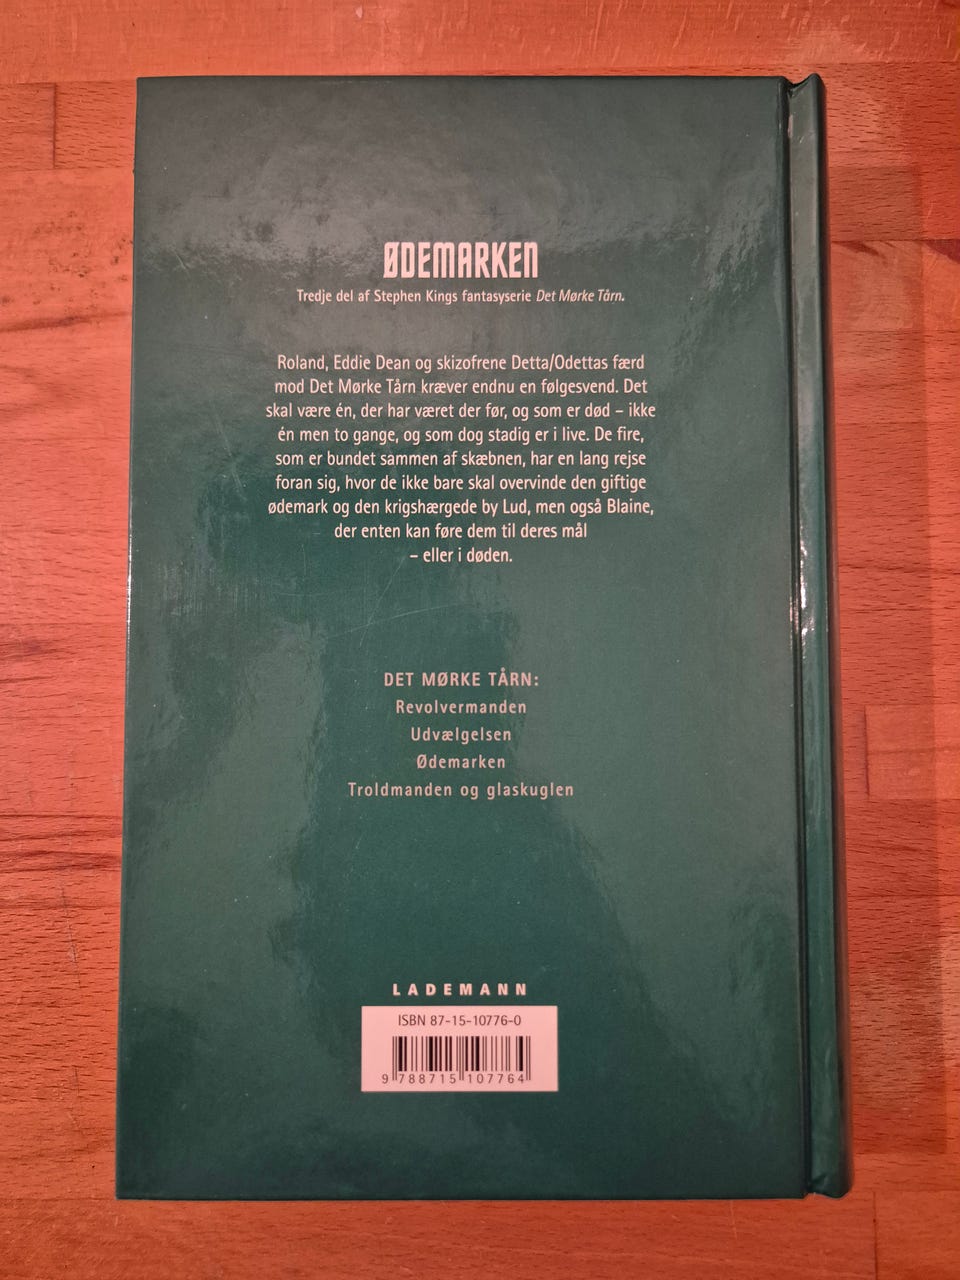 ØDEMARKEN
Tredje del af Stephen Kings fantasyserie Det Mørke Tårn.
Roland, Eddie Dean og skizofrene Detta/Odettas færd
mod Det Mørke Tårn kræver endnu en følgesvend. Det
skal være én, der har været der før, og som er død – ikke
én men to gange, og som dog stadig er i live. De fire,
som er bundet sammen af skæbnen, har en lang rejse
foran sig, hvor de ikke bare skal overvinde den giftige
ødemark og den krigshærgede by Lud, men også Blaine,
der enten kan føre dem til deres mål
– eller i døden.
DET MØRKE TÅRN:
Revolvermanden
Udvælgelsen
Ødemarken
Troldmanden og glaskuglen
LADEMANN
ISBN 87-15-10776-0
9 788715 107764